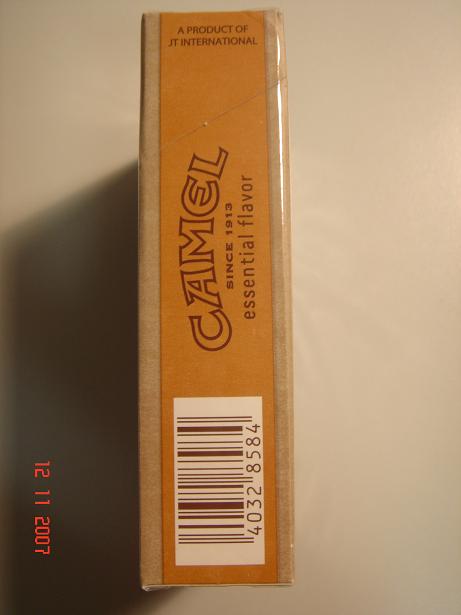 A PRODUCT OF
JT INTERNATIONAL
CAMEL
SINCE 1913
essential flavor
4032 8584
12 11 2007